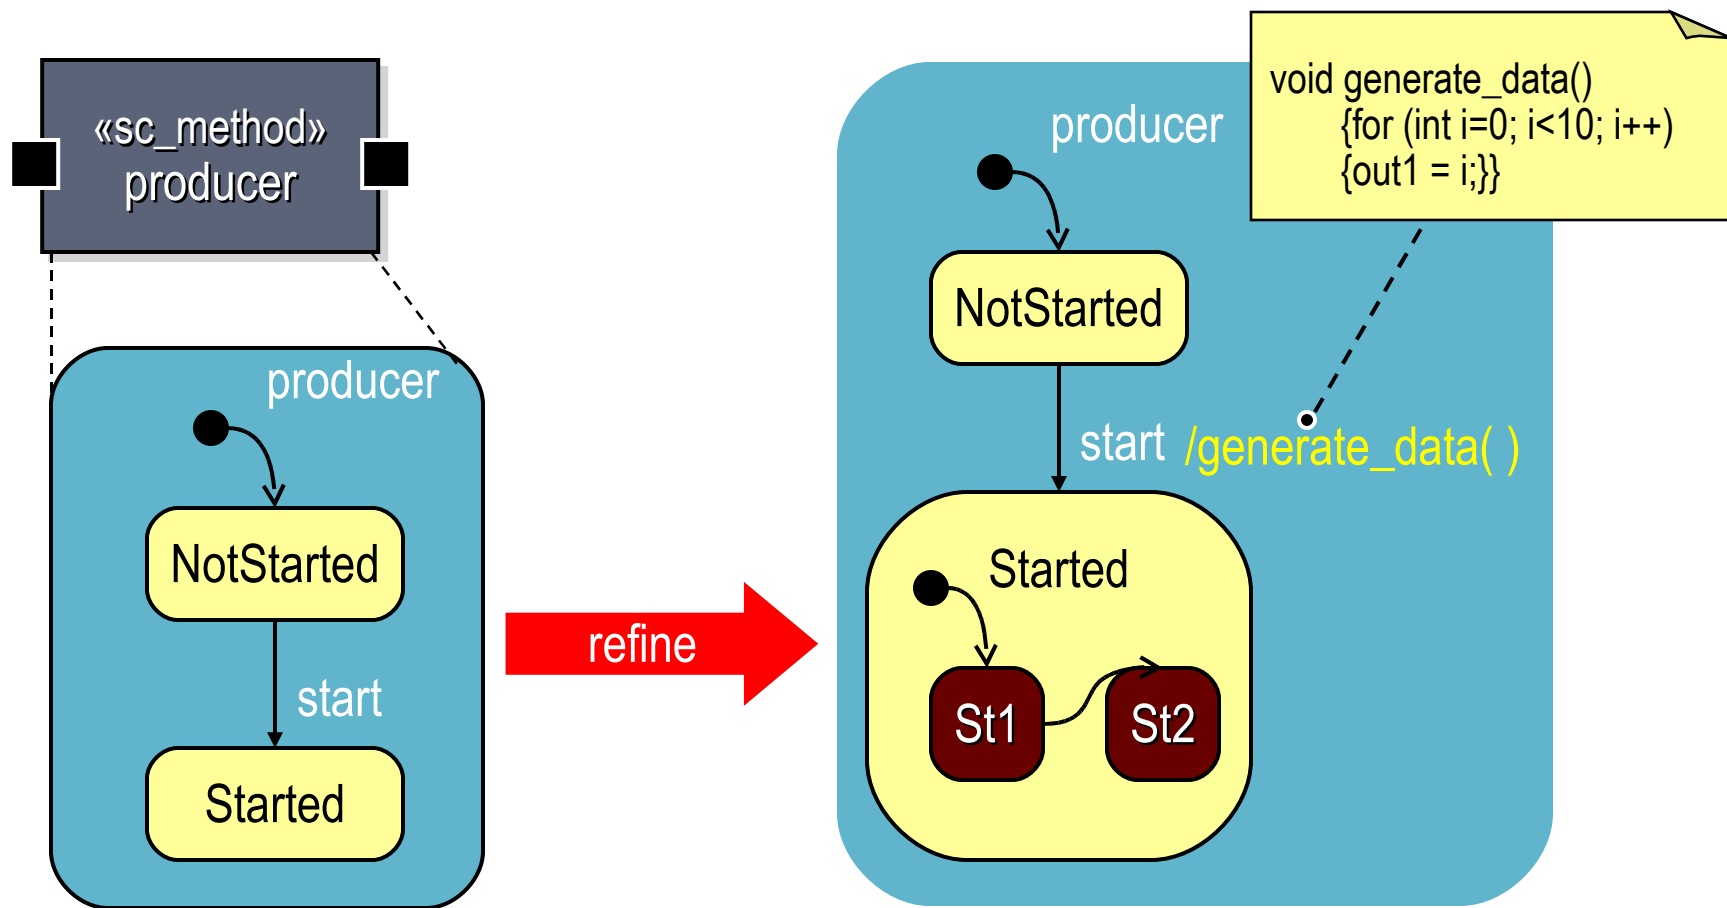 «sc_method»
producer
producer
NotStarted
start
Started
refine
producer
void generate_data()
{for (int i=0; i<10; i++)
{out1 = i;}}
NotStarted
start /generate_data( )
Started
St1
St2